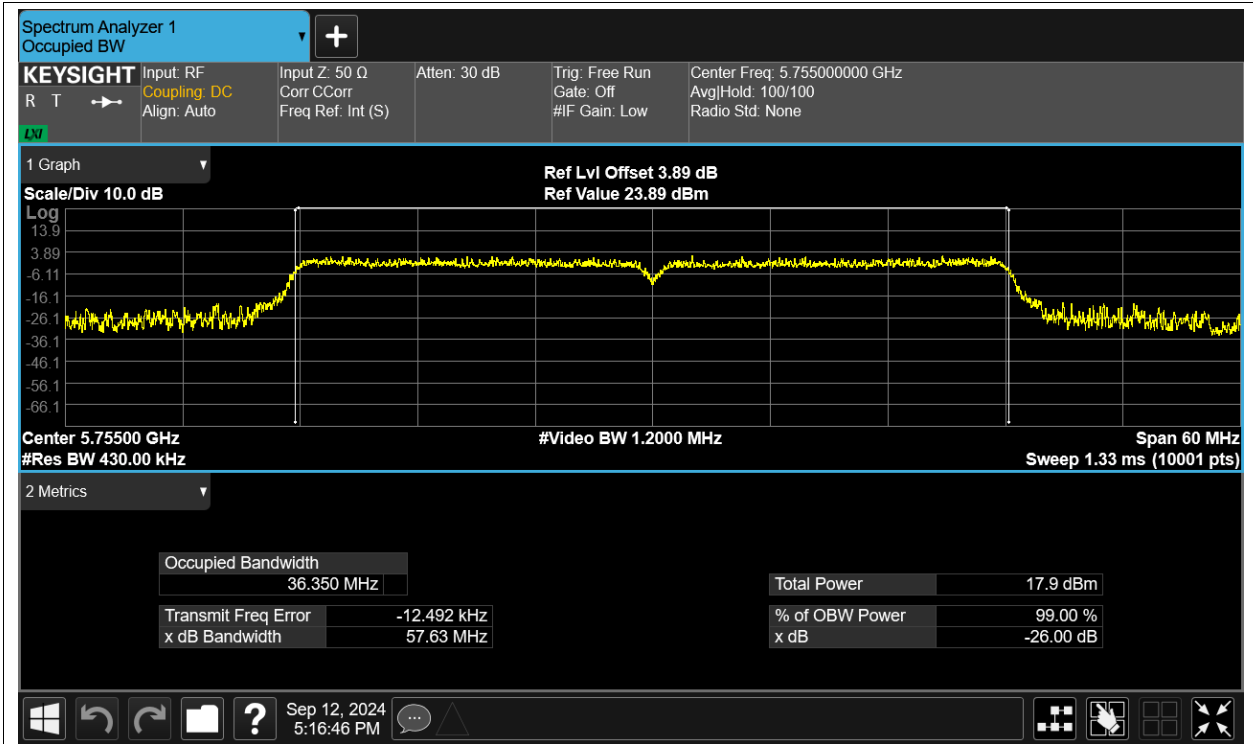 Spectrum Analyzer 1
Occupied BW
KEYSIGHT
R T
LXI
Input: RF
Coupling: DC
Align: Auto
Input Z: 50 Ω
Corr CCorr
Freq Ref: Int (S)
Atten: 30 dB
Trig: Free Run
Gate: Off
#IF Gain: Low
Center Freq: 5.755000000 GHz
Avg|Hold: 100/100
Radio Std: None
1 Graph
Scale/Div 10.0 dB
Ref Lvl Offset 3.89 dB
Ref Value 23.89 dBm
Log
13.9
3.89
-6.11
-16.1
-26.1
-36.1
-46.1
-56.1
-66.1
Center 5.75500 GHz
#Video BW 1.2000 MHz
Span 60 MHz
#Res BW 430.00 kHz
Sweep 1.33 ms (10001 pts)
2 Metrics
Occupied Bandwidth
36.350 MHz
Total Power 17.9 dBm
Transmit Freq Error -12.492 kHz
% of OBW Power 99.00 %
x dB Bandwidth 57.63 MHz
x dB -26.00 dB
?
Sep 12, 2024
5:16:46 PM